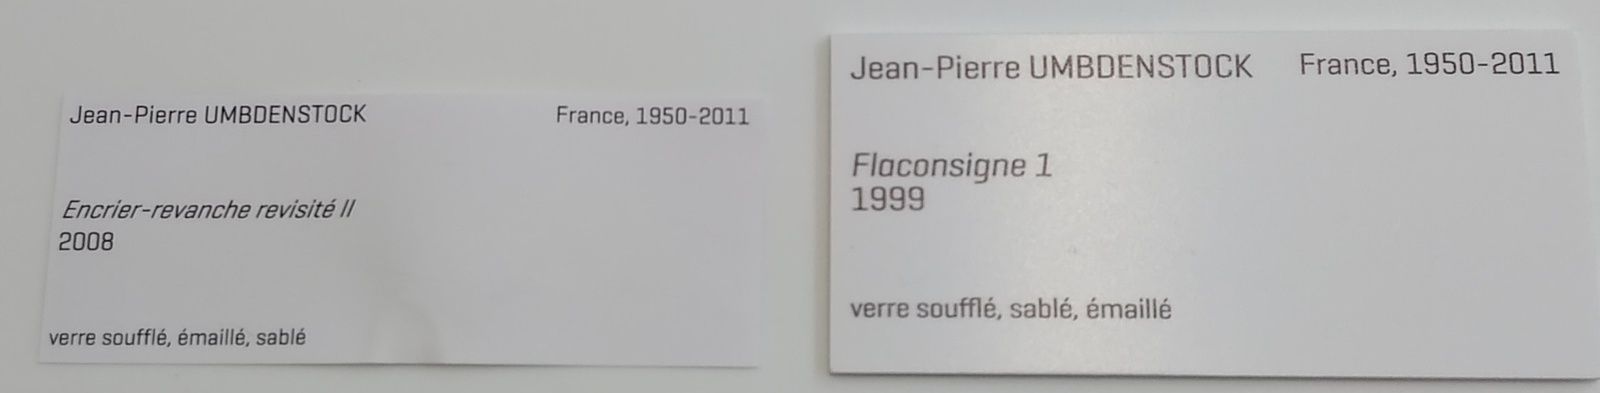 Jean-Pierre UMBDENSTOCK France, 1950-2011
Encrier-revanche revisité II
2008
verre soufflé, émaillé, sablé
Jean-Pierre UMBDENSTOCK France, 1950-2011
Flaconsigne 1
1999
verre soufflé, sablé, émaillé